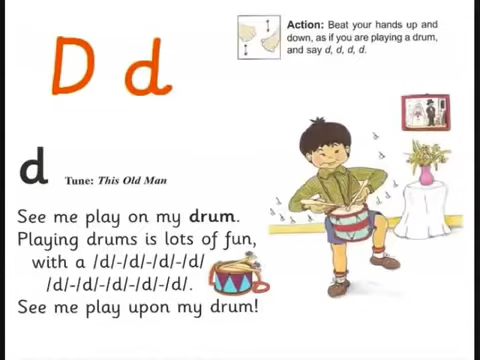 D d
Action: Beat your hands up and
down, as if you are playing a drum,
and say d, d, d, d.
d Tune: This Old Man
See me play on my drum.
Playing drums is lots of fun,
with a /d/-/d/-/d/-/d/
/d/-/d/-/d/-/d/-/d/.
See me play upon my drum!